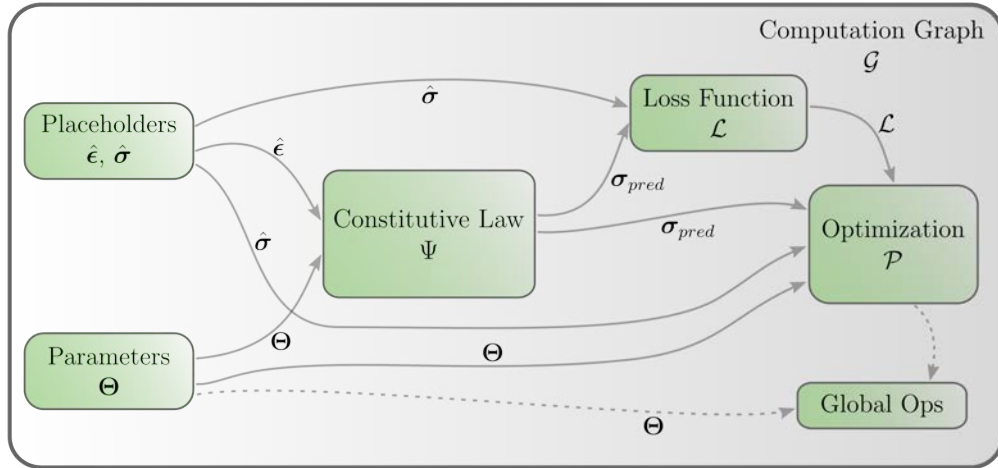 Computation Graph
𝒢
Placeholders
ϵ̂, σ̂
σ̂
Loss Function
ℒ
ℒ
ϵ̂
σ_pred
Constitutive Law
Ψ
σ_pred
Optimization
𝒫
σ̂
Parameters
Θ
Θ
Θ
Θ
Global Ops